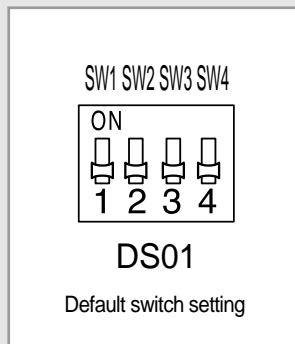 SW1 SW2 SW3 SW4
ON
1 2 3 4
DS01
Default switch setting